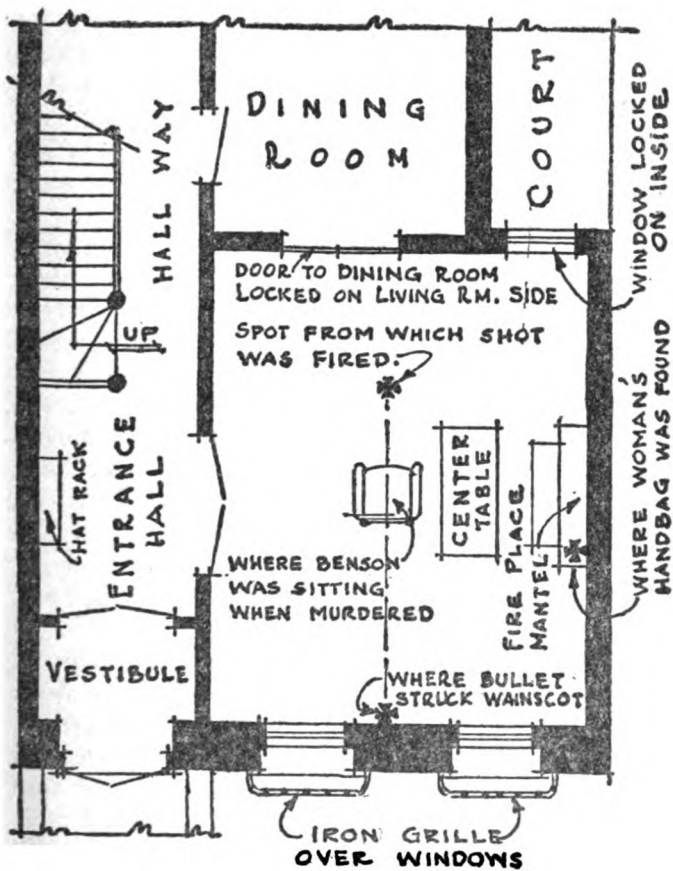 DINING
ROOM
COURT
WINDOW LOCKED
ON INSIDE
HALL WAY
DOOR TO DINING ROOM
LOCKED ON LIVING RM. SIDE
SPOT FROM WHICH SHOT
WAS FIRED.
UP
HAT RACK
ENTRANCE
HALL
CENTER
TABLE
FIRE PLACE
MANTEL
WHERE WOMAN'S
HANDBAG WAS FOUND
WHERE BENSON
WAS SITTING
WHEN MURDERED
VESTIBULE
WHERE BULLET
STRUCK WAINSCOT
IRON GRILLE
OVER WINDOWS